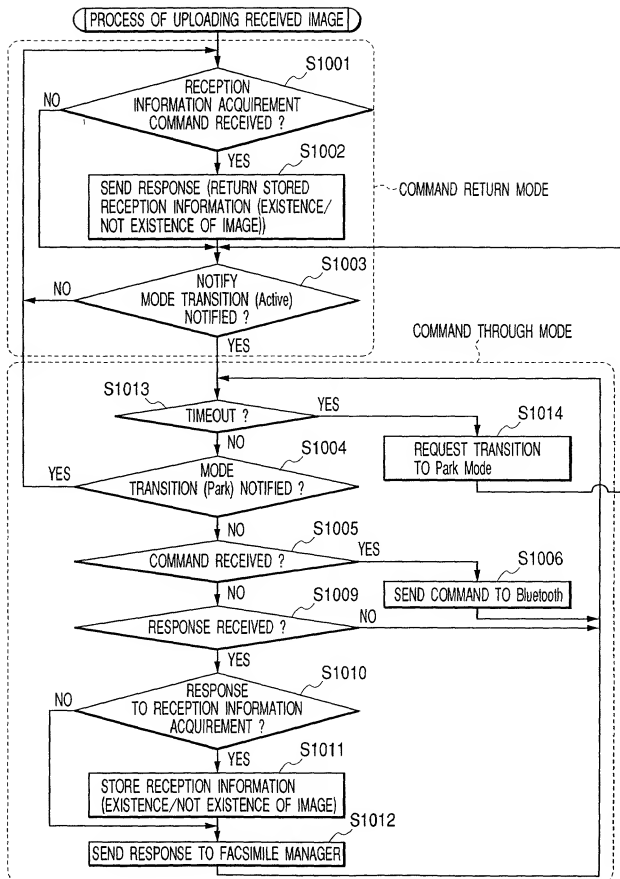 PROCESS OF UPLOADING RECEIVED IMAGE
S1001
NO
RECEPTION
INFORMATION ACQUIREMENT
COMMAND RECEIVED ?
YES
S1002
SEND RESPONSE (RETURN STORED
RECEPTION INFORMATION (EXISTENCE/
NOT EXISTENCE OF IMAGE))
COMMAND RETURN MODE
S1003
NO
NOTIFY
MODE TRANSITION (Active)
NOTIFIED ?
YES
COMMAND THROUGH MODE
S1013
TIMEOUT ?
YES
S1014
REQUEST TRANSITION
TO Park Mode
NO
S1004
YES
MODE
TRANSITION (Park) NOTIFIED ?
NO
S1005
COMMAND RECEIVED ?
YES
S1006
SEND COMMAND TO Bluetooth
NO
S1009
RESPONSE RECEIVED ?
NO
YES
S1010
NO
RESPONSE
TO RECEPTION INFORMATION
ACQUIREMENT ?
YES
S1011
STORE RECEPTION INFORMATION
(EXISTENCE/NOT EXISTENCE OF IMAGE)
S1012
SEND RESPONSE TO FACSIMILE MANAGER